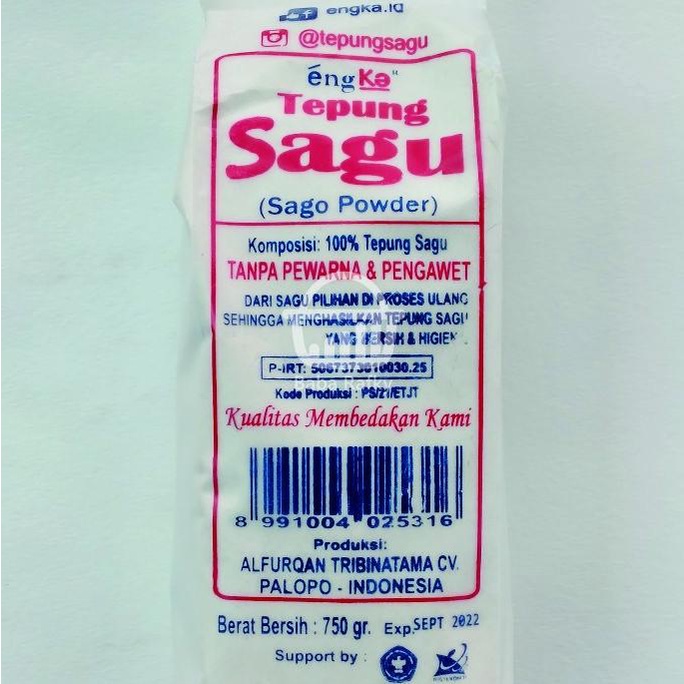 engka.id
@tepungsagu
éngKa
Tepung
Sagu
(Sago Powder)
Komposisi: 100% Tepung Sagu
TANPA PEWARNA & PENGAWET
DARI SAGU PILIHAN DI PROSES ULANG
SEHINGGA MENGHASILKAN TEPUNG SAGU
YANG BERSIH & HIGIEN
P-IRT: 5067373010030.25
Kode Produksi : PS/21/ETJT
Baba Rafky
Kualitas Membedakan Kami
8 991004 025316
Produksi:
ALFURQAN TRIBINATAMA CV.
PALOPO - INDONESIA
Berat Bersih : 750 gr. Exp. SEPT 2022
Support by :